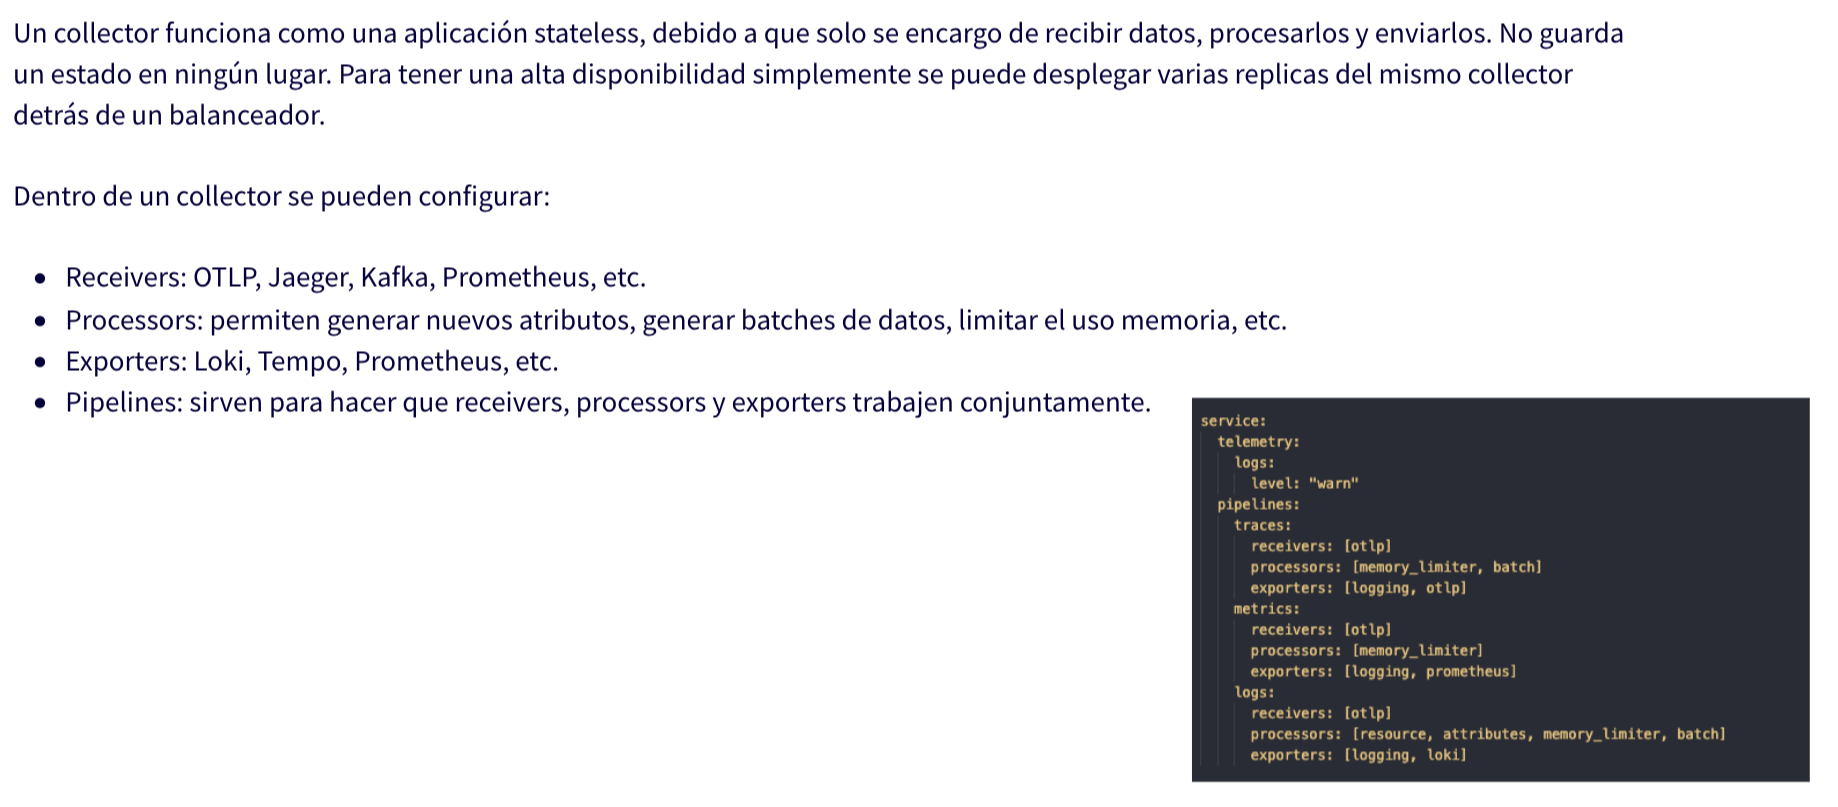 Un collector funciona como una aplicación stateless, debido a que solo se encargo de recibir datos, procesarlos y enviarlos. No guarda
un estado en ningún lugar. Para tener una alta disponibilidad simplemente se puede desplegar varias replicas del mismo collector
detrás de un balanceador.
Dentro de un collector se pueden configurar:
• Receivers: OTLP, Jaeger, Kafka, Prometheus, etc.
• Processors: permiten generar nuevos atributos, generar batches de datos, limitar el uso memoria, etc.
• Exporters: Loki, Tempo, Prometheus, etc.
• Pipelines: sirven para hacer que receivers, processors y exporters trabajen conjuntamente.
service:
  telemetry:
    logs:
      level: "warn"
  pipelines:
    traces:
      receivers: [otlp]
      processors: [memory_limiter, batch]
      exporters: [logging, otlp]
    metrics:
      receivers: [otlp]
      processors: [memory_limiter]
      exporters: [logging, prometheus]
    logs:
      receivers: [otlp]
      processors: [resource, attributes, memory_limiter, batch]
      exporters: [logging, loki]